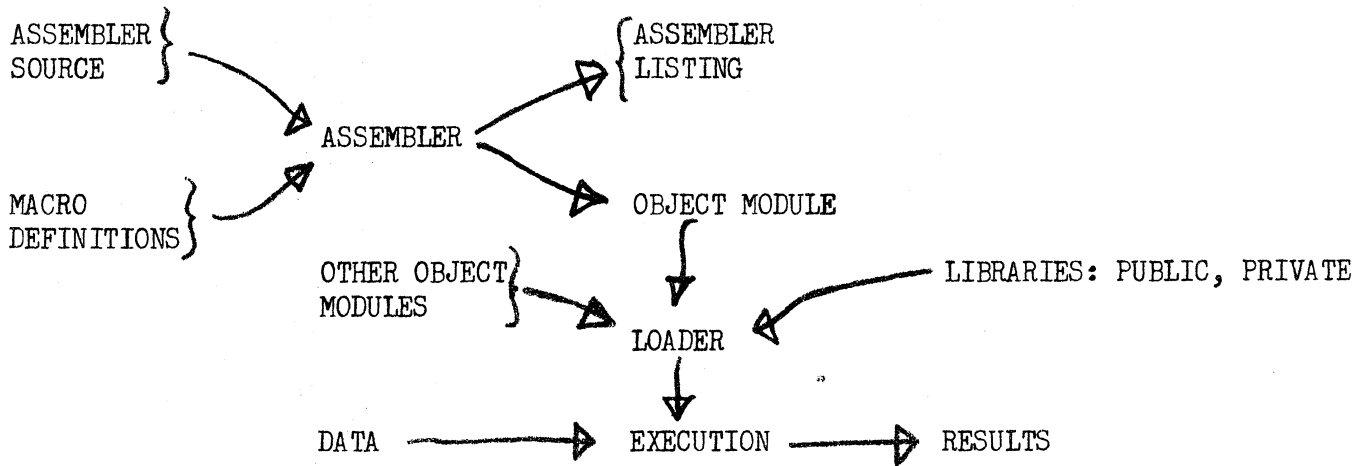 ASSEMBLER
SOURCE
ASSEMBLER
LISTING
ASSEMBLER
MACRO
DEFINITIONS
OBJECT MODULE
OTHER OBJECT
MODULES
LIBRARIES: PUBLIC, PRIVATE
LOADER
DATA
EXECUTION
RESULTS